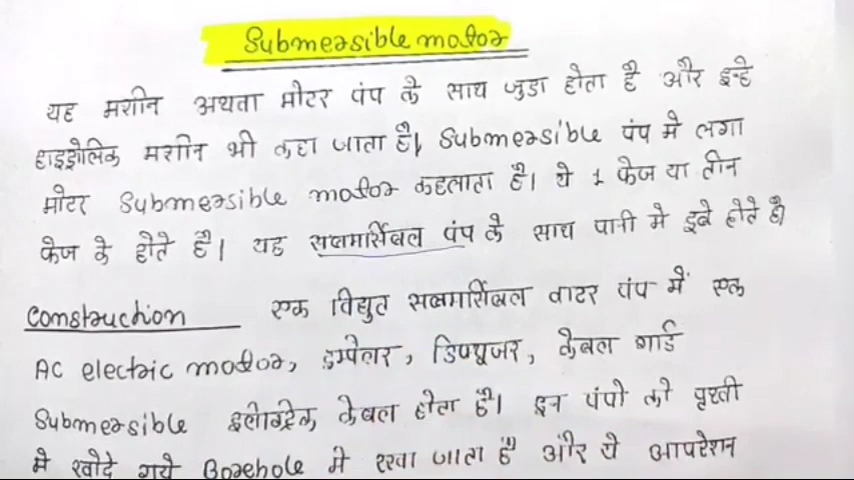 Submersible motor
यह मशीन अथवा मोटर पंप के साथ जुडा होता है और इन्हे
हाइड्रोलिक मशीन भी कहा जाता है। Submersible पंप मे लगा
मोटर Submersible motor कहलाता है। ये 1 फेज या तीन
फेज के होते है। यह सबमर्सिबल पंप के साथ पानी मे डूबे होते है।
Construction एक विद्युत सबमर्सिबल वाटर पंप में एक
AC electric motor, इम्पेलर, डिफ्यूजर, केबल गार्ड
Submersible इलेक्ट्रिक केबल होता है। इन पंपो को पृथ्वी
मे खोदे गये Borehole मे रखा जाता है और ये आपरेशन